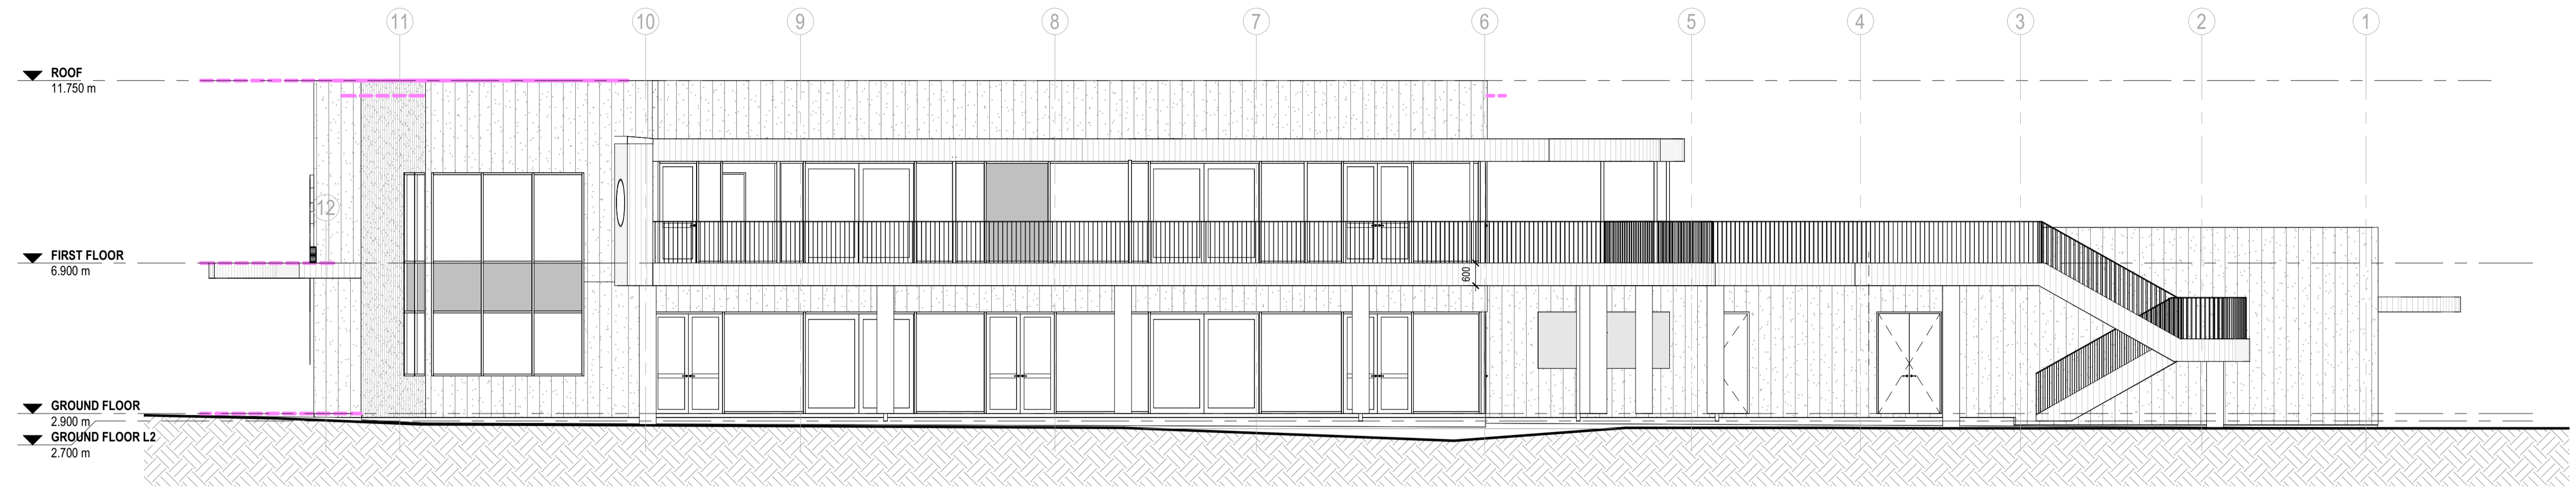 11
10
9
8
7
6
5
4
3
2
1
ROOF
11.750 m
12
FIRST FLOOR
6.900 m
600
GROUND FLOOR
2.900 m
GROUND FLOOR L2
2.700 m